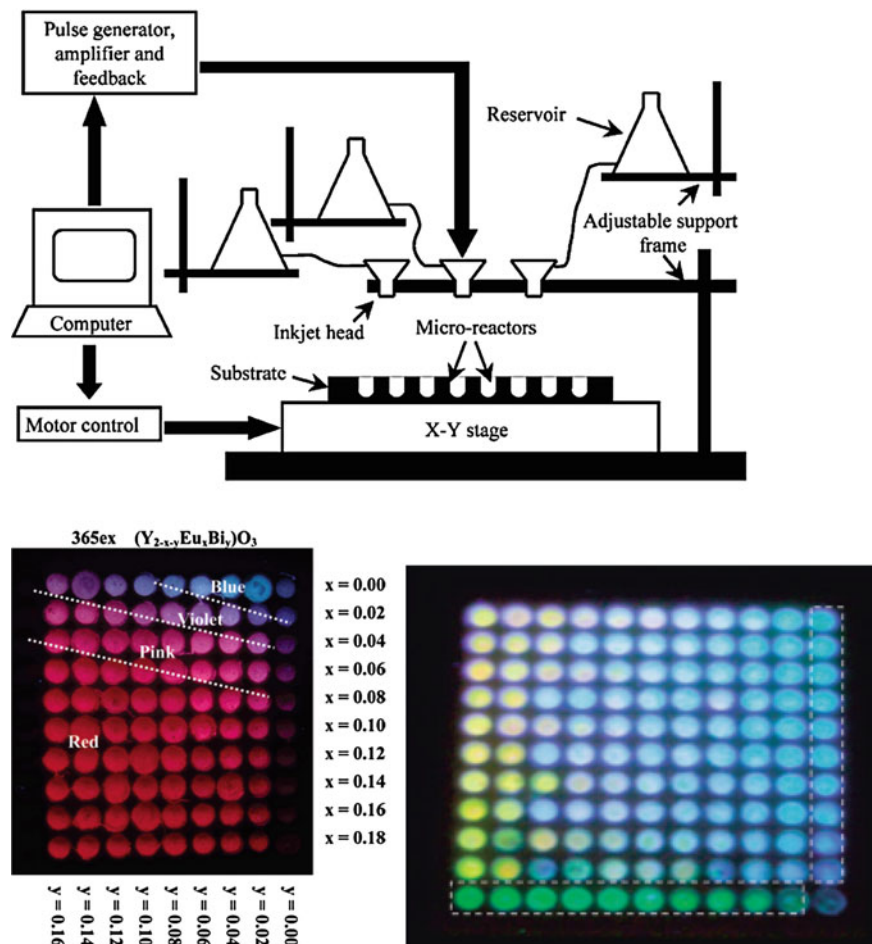 Pulse generator,
amplifier and
feedback
Reservoir
Adjustable support
frame
Computer
Inkjet head
Micro-reactors
Substrate
Motor control
X-Y stage
365ex (Y₂₋ₓ₋ᵧEuₓBiᵧ)O₃
Blue
Violet
Pink
Red
x = 0.00
x = 0.02
x = 0.04
x = 0.06
x = 0.08
x = 0.10
x = 0.12
x = 0.14
x = 0.16
x = 0.18
y = 0.16
y = 0.14
y = 0.12
y = 0.10
y = 0.08
y = 0.06
y = 0.04
y = 0.02
y = 0.00